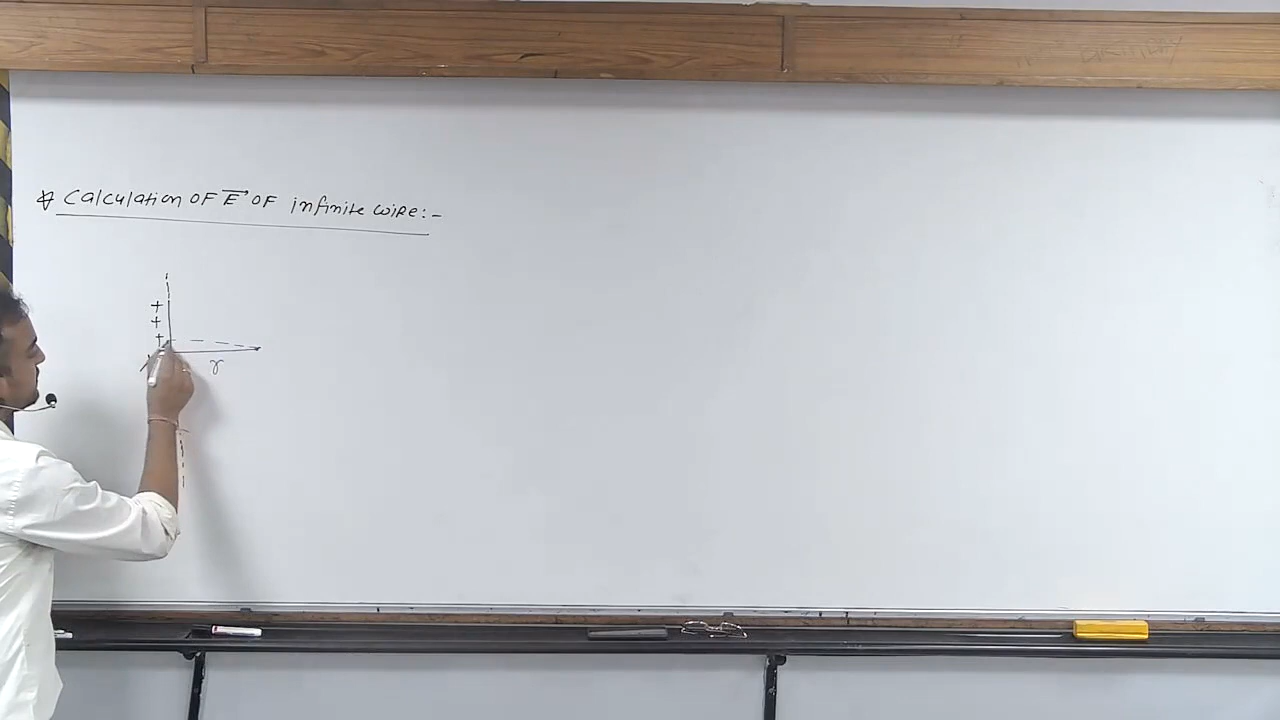 * Calculation OF E→ OF infinite wire:-
+
+
+
r